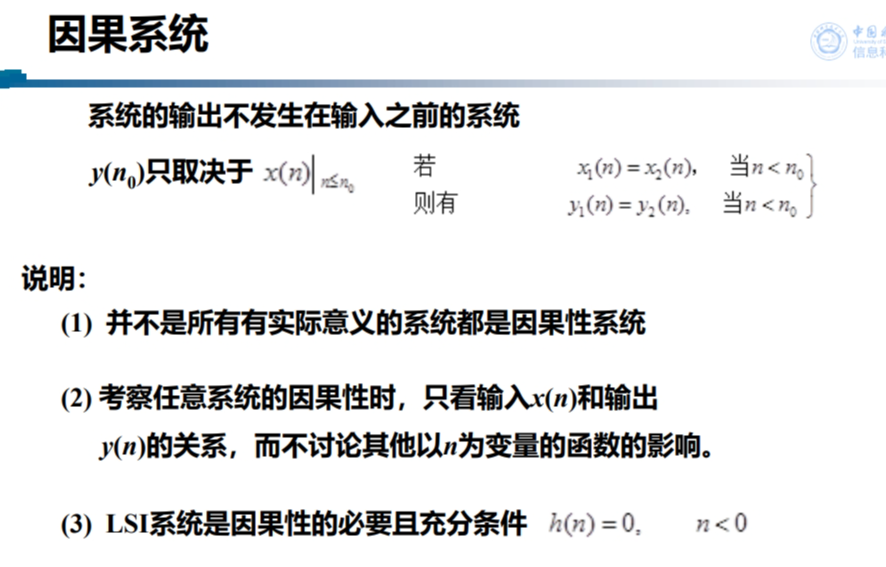 因果系统
中国
信息科
系统的输出不发生在输入之前的系统
y(n₀)只取决于 x(n)|ₙ≤ₙ₀ 若 x₁(n) = x₂(n), 当n < n₀
则有 y₁(n) = y₂(n), 当n < n₀
说明：
(1) 并不是所有有实际意义的系统都是因果性系统
(2) 考察任意系统的因果性时，只看输入x(n)和输出
y(n)的关系，而不讨论其他以n为变量的函数的影响。
(3) LSI系统是因果性的必要且充分条件 h(n) = 0, n < 0